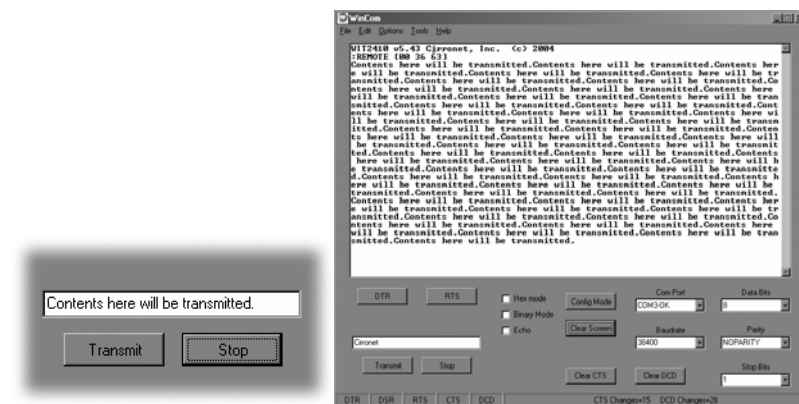 Contents here will be transmitted.
Transmit
Stop
WinCom
File Edit Options Tools Help
WIT2410 v5.43 Cirronet, Inc. (c) 2004
:REMOTE [00 36 63]
Contents here will be transmitted.Contents here will be transmitted.Contents her
e will be transmitted.Contents here will be transmitted.Contents here will be tr
ansmitted.Contents here will be transmitted.Contents here will be transmitted.Co
ntents here will be transmitted.Contents here will be transmitted.Contents here
will be transmitted.Contents here will be transmitted.Contents here will be tran
smitted.Contents here will be transmitted.Contents here will be transmitted.Cont
ents here will be transmitted.Contents here will be transmitted.Contents here wi
ll be transmitted.Contents here will be transmitted.Contents here will be transm
itted.Contents here will be transmitted.Contents here will be transmitted.Conten
ts here will be transmitted.Contents here will be transmitted.Contents here will
be transmitted.Contents here will be transmitted.Contents here will be transmit
ted.Contents here will be transmitted.Contents here will be transmitted.Contents
here will be transmitted.Contents here will be transmitted.Contents here will b
e transmitted.Contents here will be transmitted.Contents here will be transmitte
d.Contents here will be transmitted.Contents here will be transmitted.Contents h
ere will be transmitted.Contents here will be transmitted.Contents here will be
transmitted.Contents here will be transmitted.Contents here will be transmitted.
Contents here will be transmitted.Contents here will be transmitted.Contents her
e will be transmitted.Contents here will be transmitted.Contents here will be tr
ansmitted.Contents here will be transmitted.Contents here will be transmitted.Co
ntents here will be transmitted.Contents here will be transmitted.Contents here
will be transmitted.Contents here will be transmitted.Contents here will be tran
smitted.Contents here will be transmitted.
DTR
RTS
Hex mode
Binary Mode
Echo
Config Mode
Clear Screen
Com Port
COM3-OK
Data Bits
8
Baudrate
38400
Parity
NOPARITY
Cirronet
Transmit
Stop
Clear CTS
Clear DCD
Stop Bits
1
DTR DSR RTS CTS DCD CTS Changes=15 DCD Changes=28